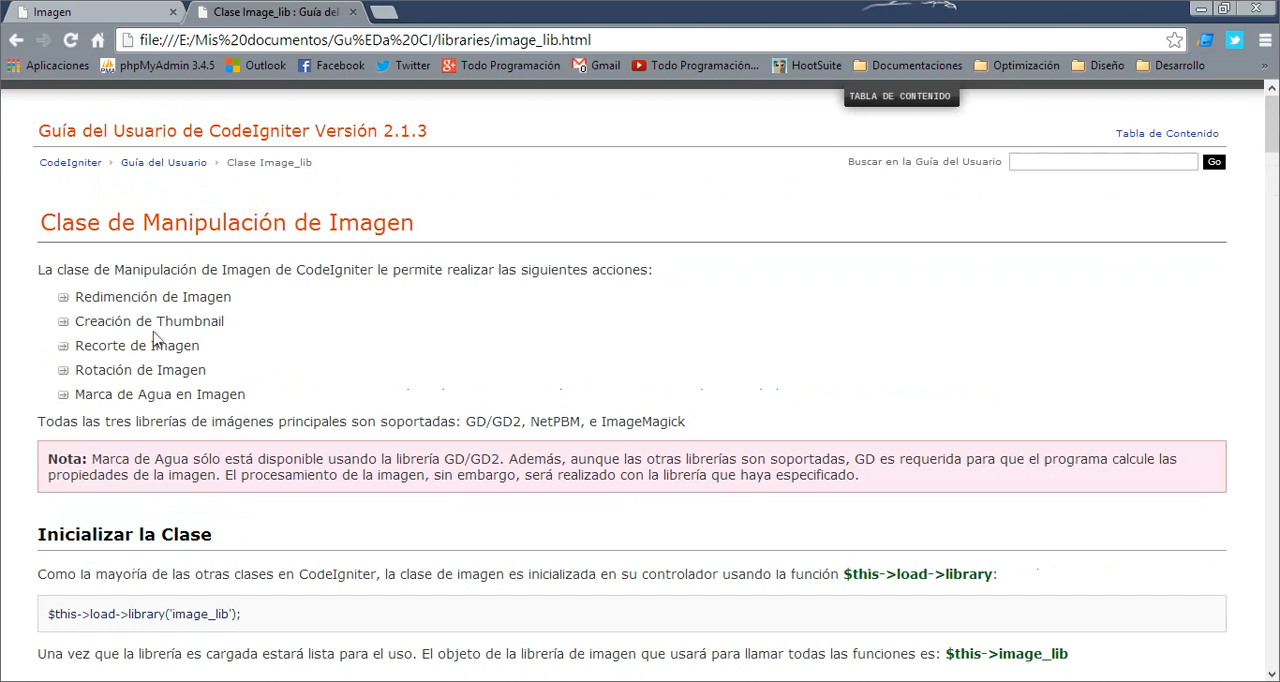 Imagen
Clase Image_lib : Guía del
file:///E:/Mis%20documentos/Gu%EDa%20CI/libraries/image_lib.html
Aplicaciones phpMyAdmin 3.4.5 Outlook Facebook Twitter Todo Programación Gmail Todo Programación... HootSuite Documentaciones Optimización Diseño Desarrollo »
TABLA DE CONTENIDO
Guía del Usuario de CodeIgniter Versión 2.1.3
Tabla de Contenido
CodeIgniter › Guía del Usuario › Clase Image_lib
Buscar en la Guía del Usuario Go
Clase de Manipulación de Imagen
La clase de Manipulación de Imagen de CodeIgniter le permite realizar las siguientes acciones:
Redimención de Imagen
Creación de Thumbnail
Recorte de Imagen
Rotación de Imagen
Marca de Agua en Imagen
Todas las tres librerías de imágenes principales son soportadas: GD/GD2, NetPBM, e ImageMagick
Nota: Marca de Agua sólo está disponible usando la librería GD/GD2. Además, aunque las otras librerías son soportadas, GD es requerida para que el programa calcule las
propiedades de la imagen. El procesamiento de la imagen, sin embargo, será realizado con la librería que haya especificado.
Inicializar la Clase
Como la mayoría de las otras clases en CodeIgniter, la clase de imagen es inicializada en su controlador usando la función $this->load->library:
$this->load->library('image_lib');
Una vez que la librería es cargada estará lista para el uso. El objeto de la librería de imagen que usará para llamar todas las funciones es: $this->image_lib